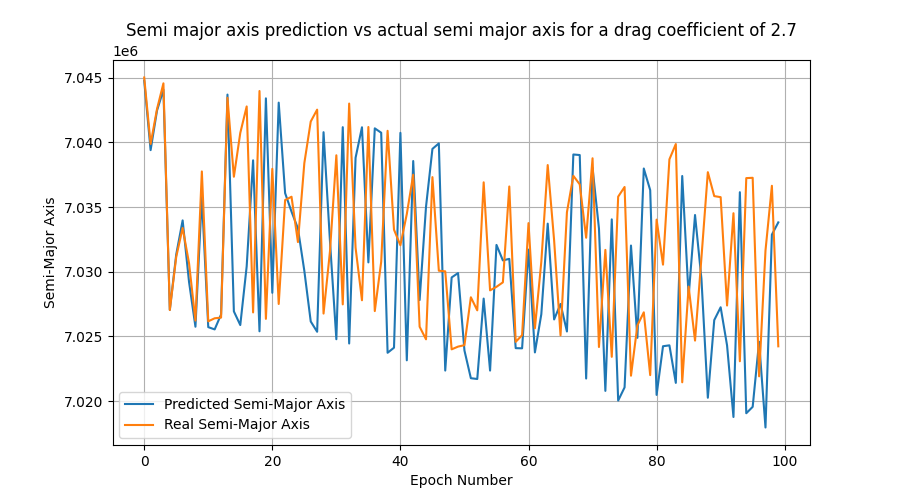 Semi major axis prediction vs actual semi major axis for a drag coefficient of 2.7
1e6
7.045
7.040
7.035
7.030
7.025
7.020
Semi-Major Axis
Predicted Semi-Major Axis
Real Semi-Major Axis
0 20 40 60 80 100
Epoch Number